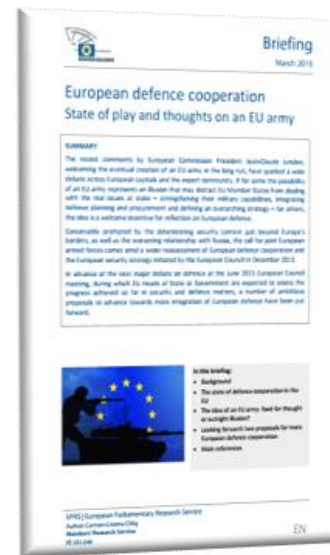 Briefing
March 2015
European defence cooperation
State of play and thoughts on an EU army
SUMMARY
The recent comments by European Commission President Jean-Claude Juncker,
welcoming the eventual creation of an EU army in the long run, have sparked a wide
debate across European capitals and the expert community. If for some the possibility
of an EU army represents an illusion that may distract EU Member States from dealing
with the real issues at stake – strengthening their military capabilities, integrating
defence planning and procurement and defining an overarching strategy – for others,
the idea is a welcome incentive for reflection on European defence.
Conceivably prompted by the deteriorating security context just beyond Europe's
borders, as well as the worsening relationship with Russia, the call for joint European
armed forces comes amid a wider reassessment of European defence cooperation and
the European security strategy initiated by the European Council in December 2013.
In advance of the next major debate on defence at the June 2015 European Council
meeting, during which EU Heads of State or Government are expected to assess the
progress achieved so far in security and defence matters, a number of ambitious
proposals to advance towards more integration of European defence have been put
forward.
In this briefing:
• Background
• The state of defence cooperation in the
EU
• The idea of an EU army: food for thought
or outright illusion?
• Looking forward: two proposals for more
European defence cooperation
• Main references
EPRS | European Parliamentary Research Service
Author: Carmen-Cristina Cîrlig
Members' Research Service
EN